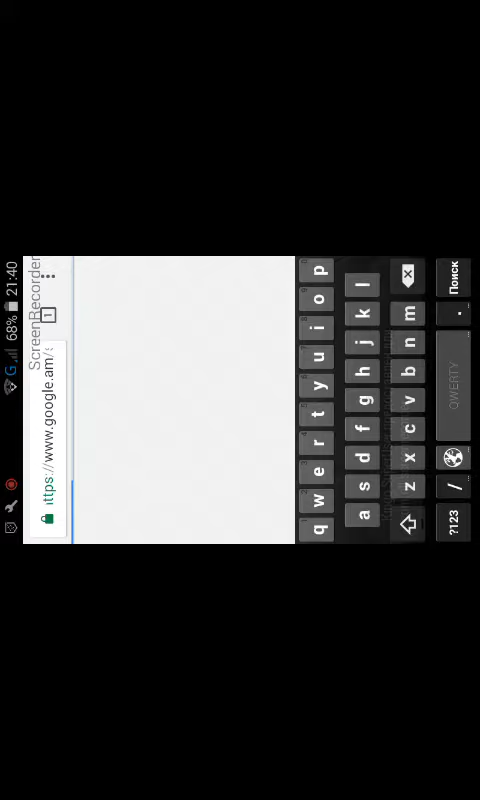 G 68% 21:40
ScreenRecorder
https://www.google.am/s
1
q w e r t y u i o p
a s d f g h j k l
z x c v b n m
?123 / QWERTY . Поиск